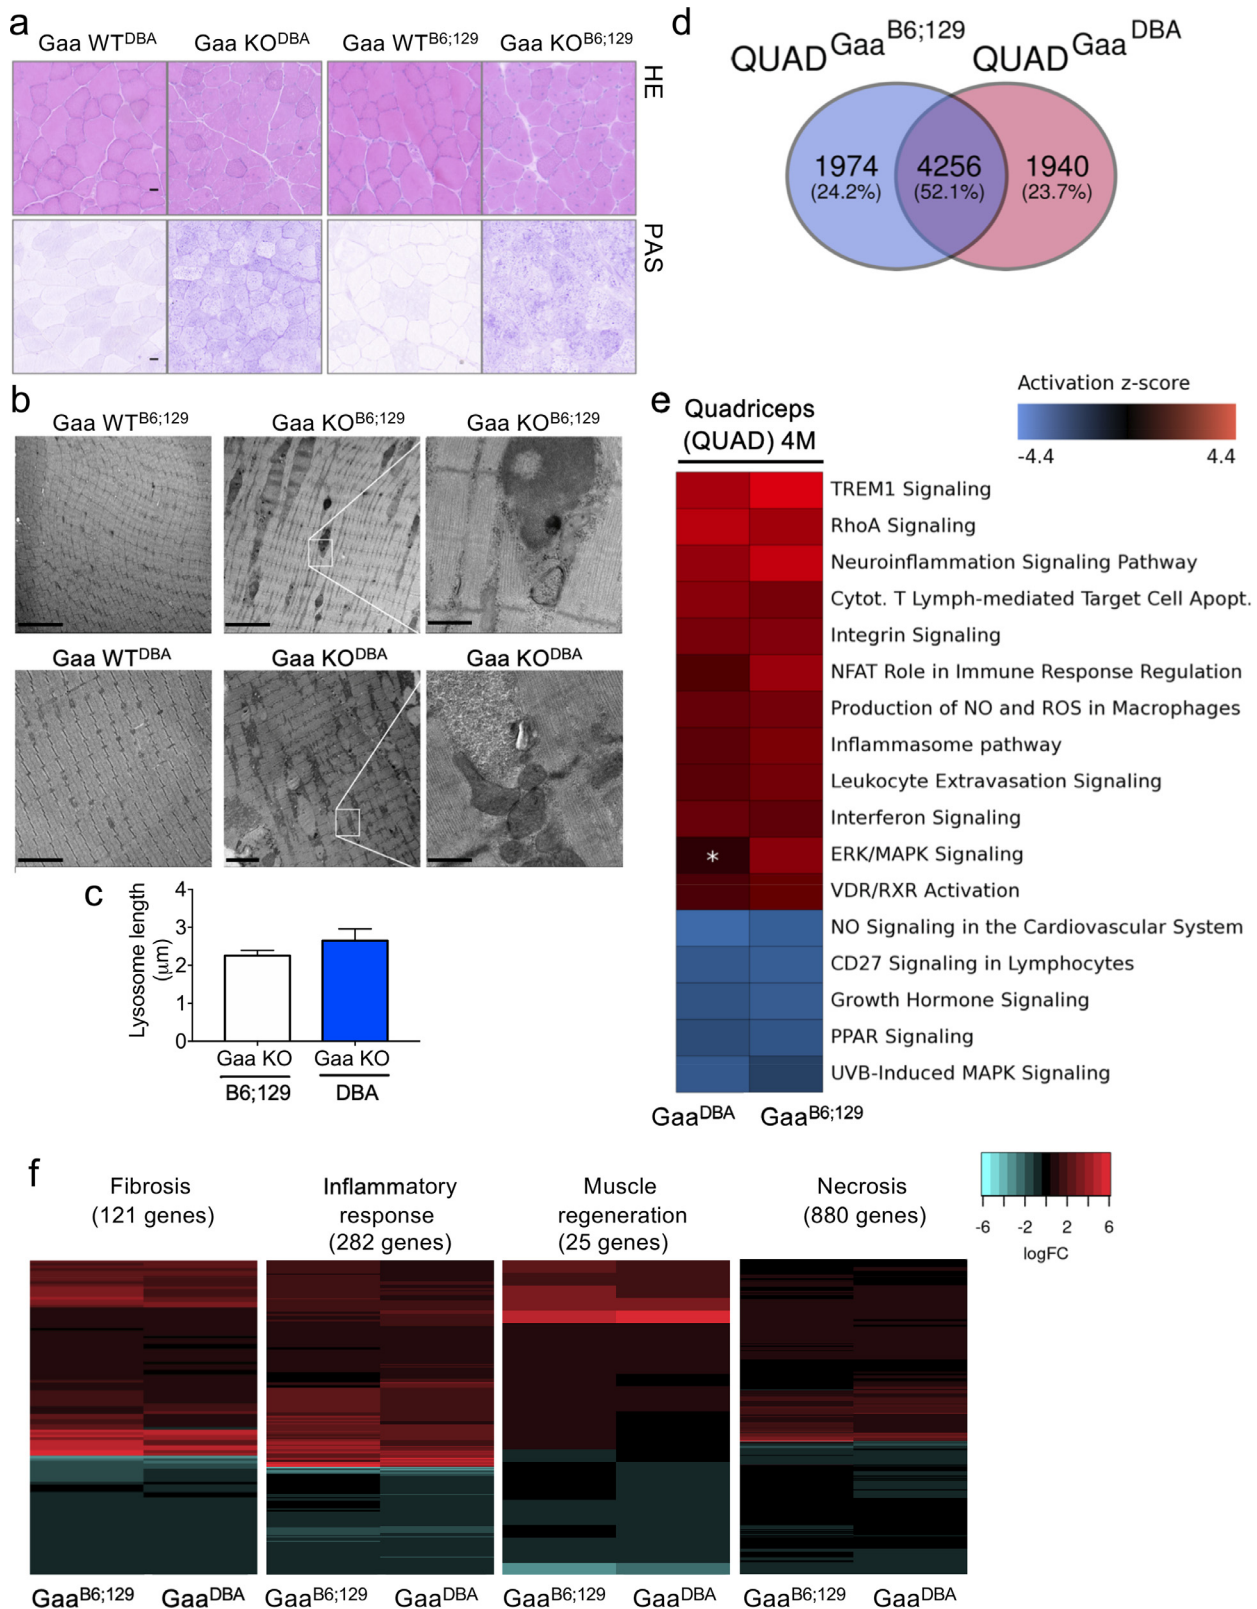 a
Gaa WT^DBA Gaa KO^DBA Gaa WT^B6;129 Gaa KO^B6;129
HE
PAS
b
Gaa WT^B6;129 Gaa KO^B6;129 Gaa KO^B6;129
Gaa WT^DBA Gaa KO^DBA Gaa KO^DBA
c
Lysosome length
(μm)
4
3
2
1
0
Gaa KO Gaa KO
B6;129 DBA
d
QUAD^Gaa^B6;129 QUAD^Gaa^DBA
1974 4256 1940
(24.2%) (52.1%) (23.7%)
e
Quadriceps
(QUAD) 4M
Activation z-score
-4.4 4.4
TREM1 Signaling
RhoA Signaling
Neuroinflammation Signaling Pathway
Cytot. T Lymph-mediated Target Cell Apopt.
Integrin Signaling
NFAT Role in Immune Response Regulation
Production of NO and ROS in Macrophages
Inflammasome pathway
Leukocyte Extravasation Signaling
Interferon Signaling
* ERK/MAPK Signaling
VDR/RXR Activation
NO Signaling in the Cardiovascular System
CD27 Signaling in Lymphocytes
Growth Hormone Signaling
PPAR Signaling
UVB-Induced MAPK Signaling
Gaa^DBA Gaa^B6;129
f
Fibrosis
(121 genes)
Inflammatory
response
(282 genes)
Muscle
regeneration
(25 genes)
Necrosis
(880 genes)
-6 -2 2 6
logFC
Gaa^B6;129 Gaa^DBA Gaa^B6;129 Gaa^DBA Gaa^B6;129 Gaa^DBA Gaa^B6;129 Gaa^DBA